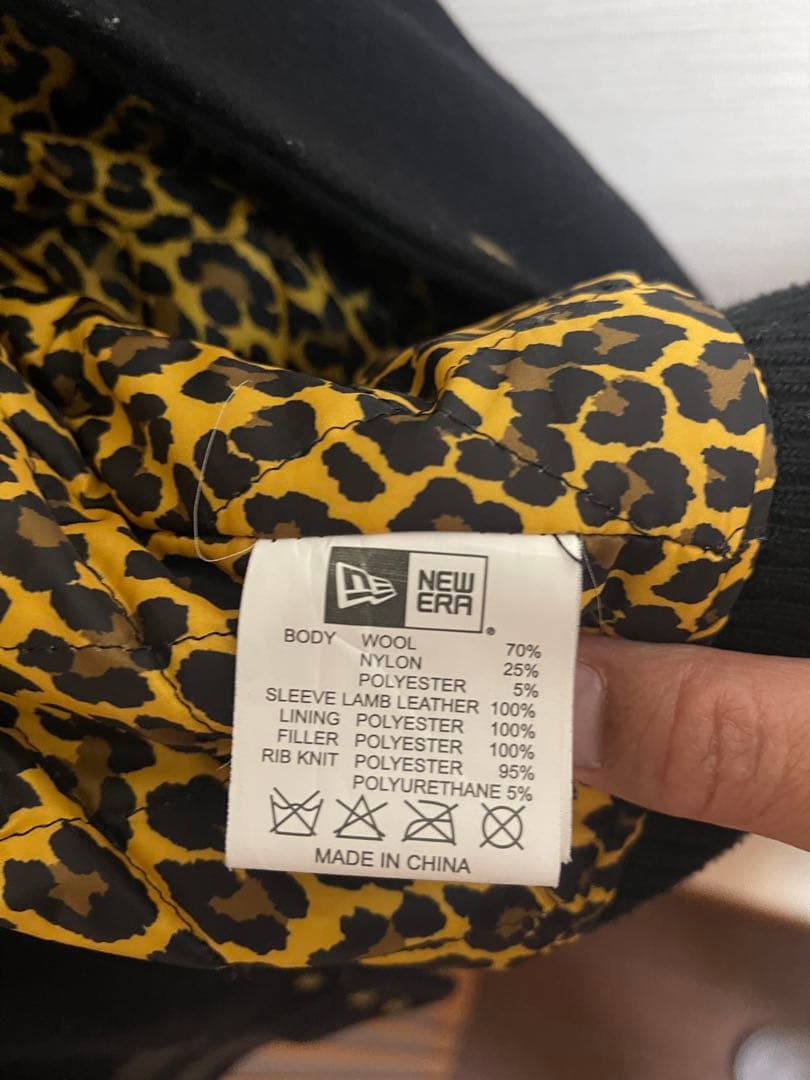 NEW
ERA
BODY WOOL 70%
NYLON 25%
POLYESTER 5%
SLEEVE LAMB LEATHER 100%
LINING POLYESTER 100%
FILLER POLYESTER 100%
RIB KNIT POLYESTER 95%
POLYURETHANE 5%
MADE IN CHINA